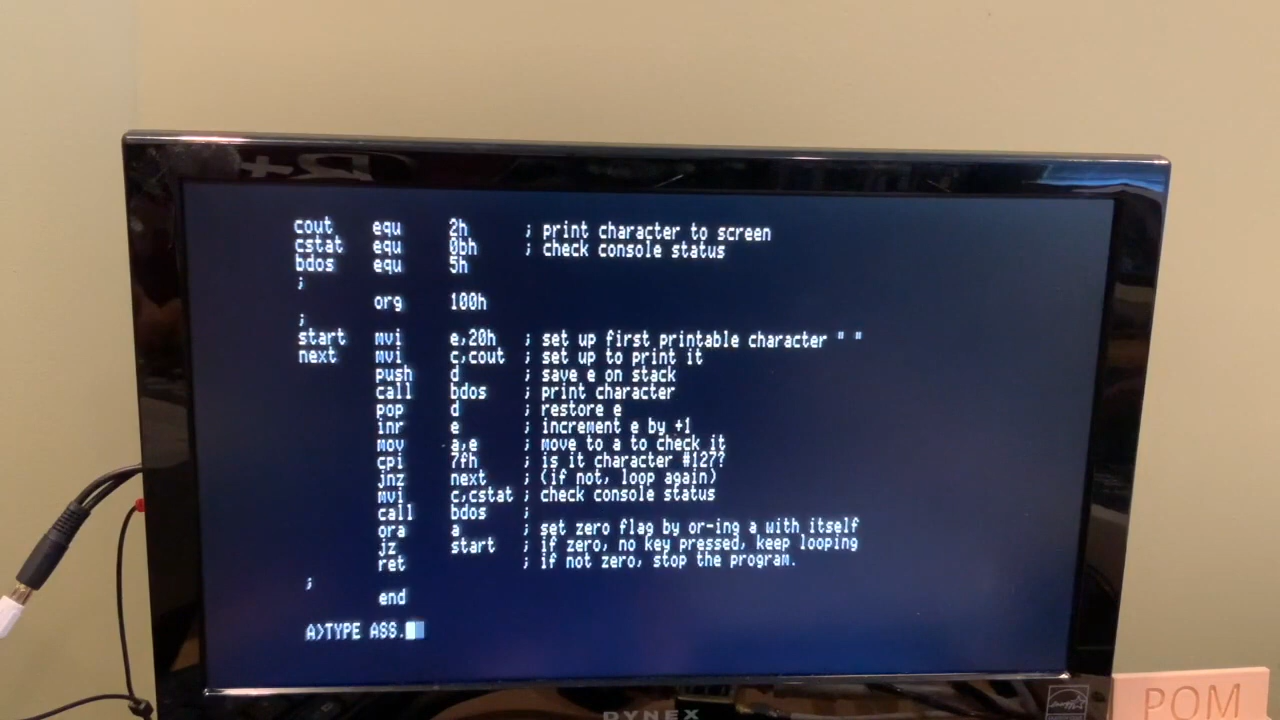 cout equ 2h ; print character to screen
cstat equ 0bh ; check console status
bdos equ 5h
;
org 100h
;
start mvi e,20h ; set up first printable character " "
next mvi c,cout ; set up to print it
push d ; save e on stack
call bdos ; print character
pop d ; restore e
inr e ; increment e by +1
mov a,e ; move to a to check it
cpi 7fh ; is it character #127?
jnz next ; (if not, loop again)
mvi c,cstat ; check console status
call bdos ;
ora a ; set zero flag by or-ing a with itself
jz start ; if zero, no key pressed, keep looping
ret ; if not zero, stop the program.
;
end
A>TYPE ASS.
DYNEX
POM